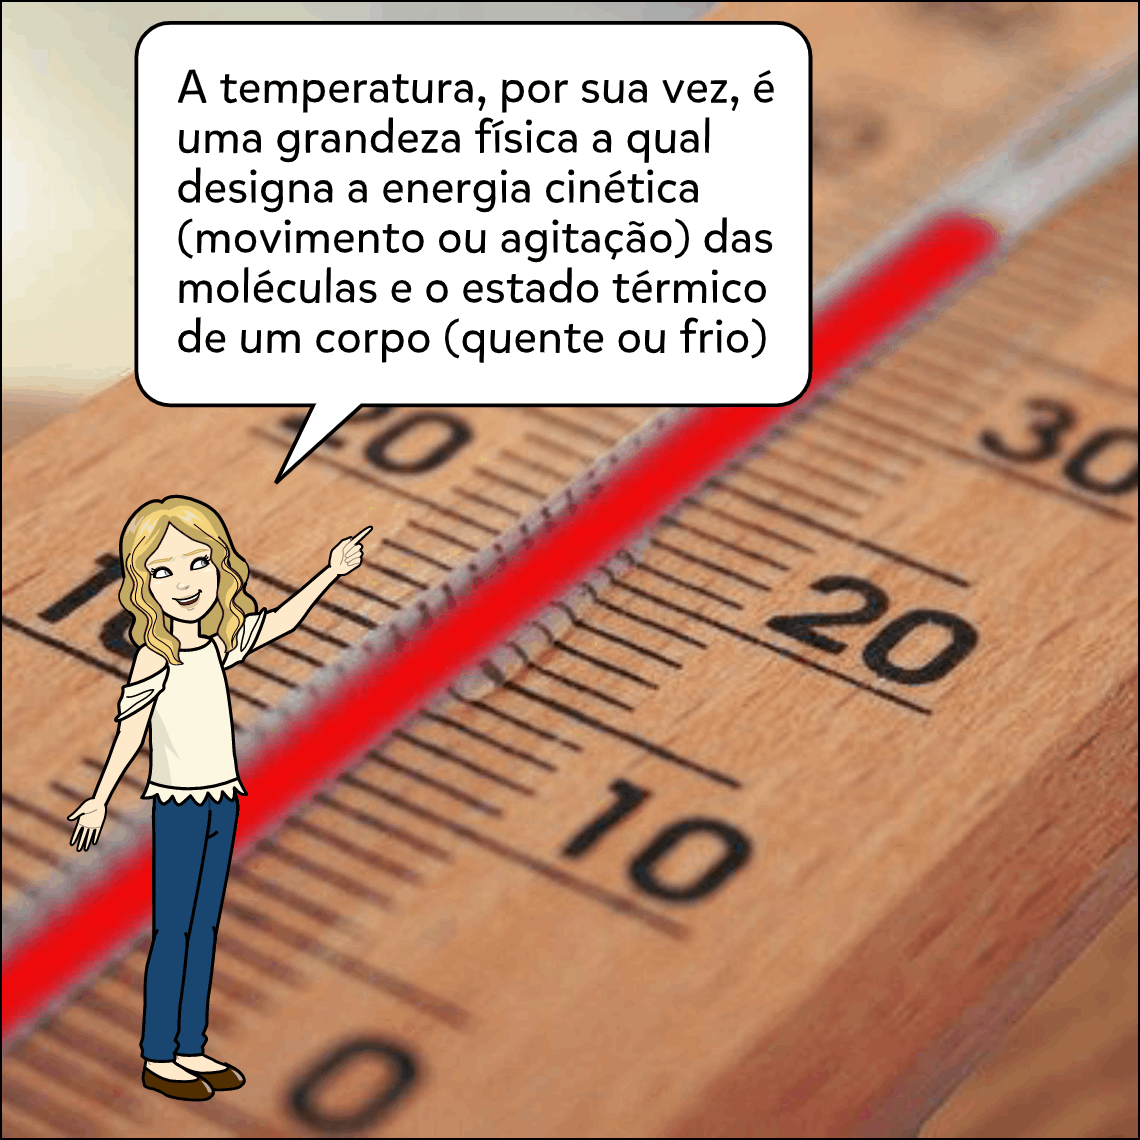 A temperatura, por sua vez, é
uma grandeza física a qual
designa a energia cinética
(movimento ou agitação) das
moléculas e o estado térmico
de um corpo (quente ou frio)
20
30
20
10
0